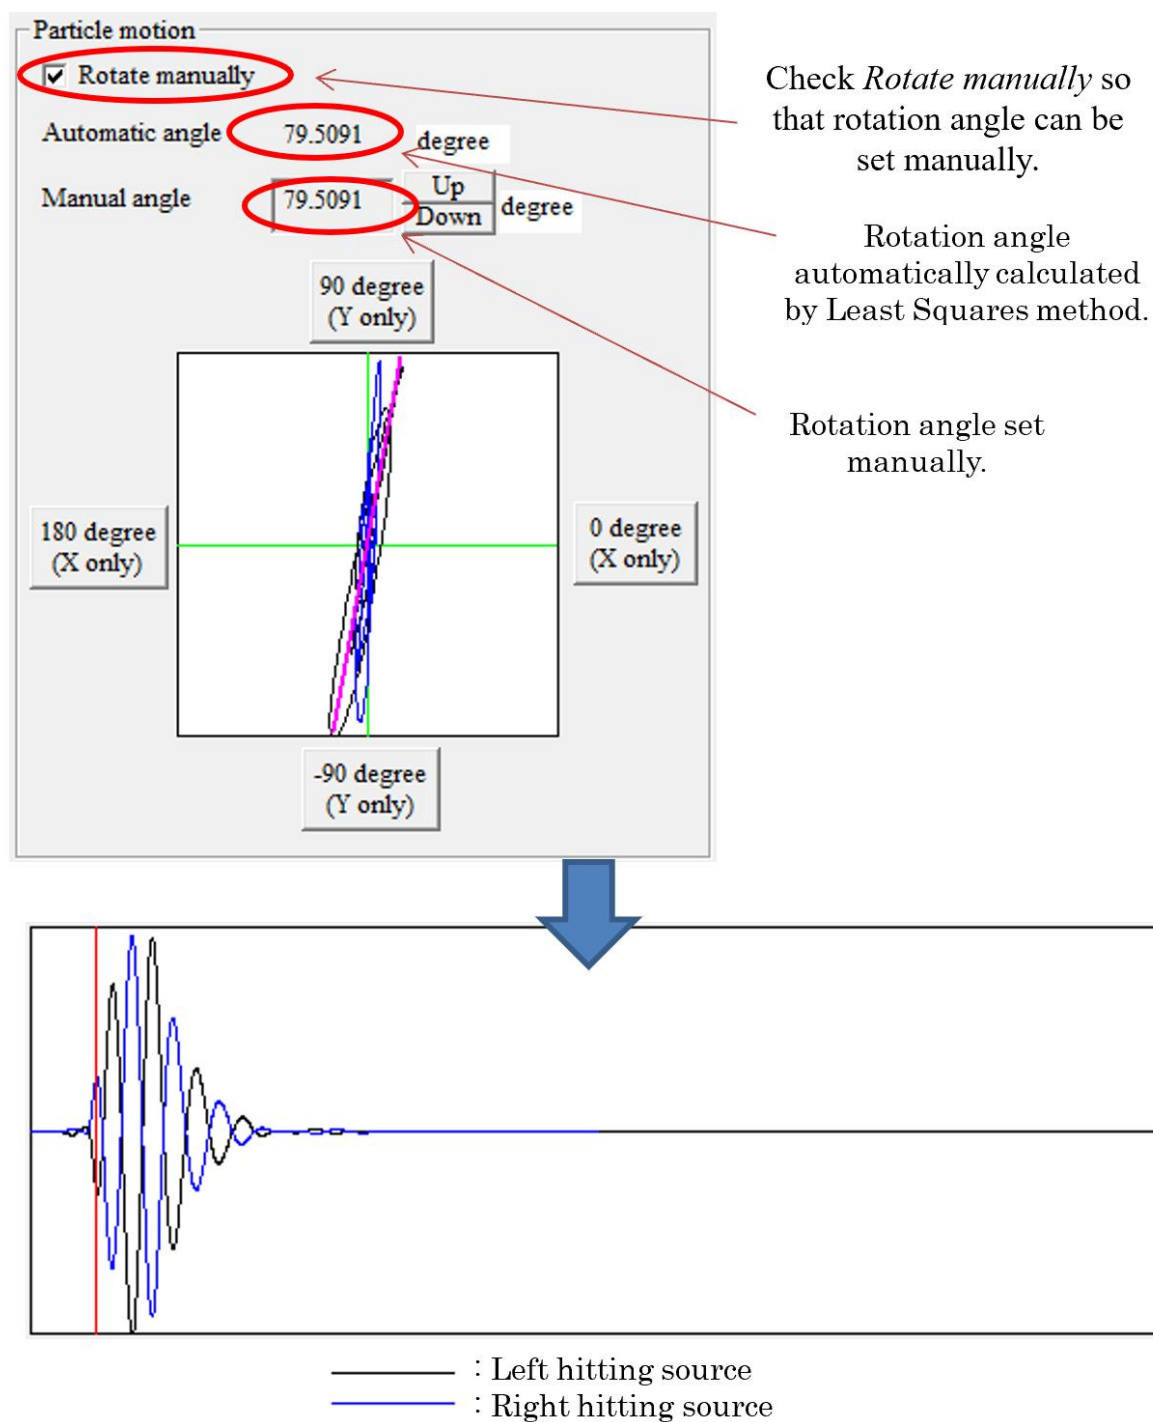 Particle motion
Rotate manually
Automatic angle 79.5091 degree
Manual angle 79.5091 Up Down degree
Check Rotate manually so
that rotation angle can be
set manually.
Rotation angle
automatically calculated
by Least Squares method.
Rotation angle set
manually.
90 degree
(Y only)
180 degree
(X only)
0 degree
(X only)
-90 degree
(Y only)
: Left hitting source
: Right hitting source